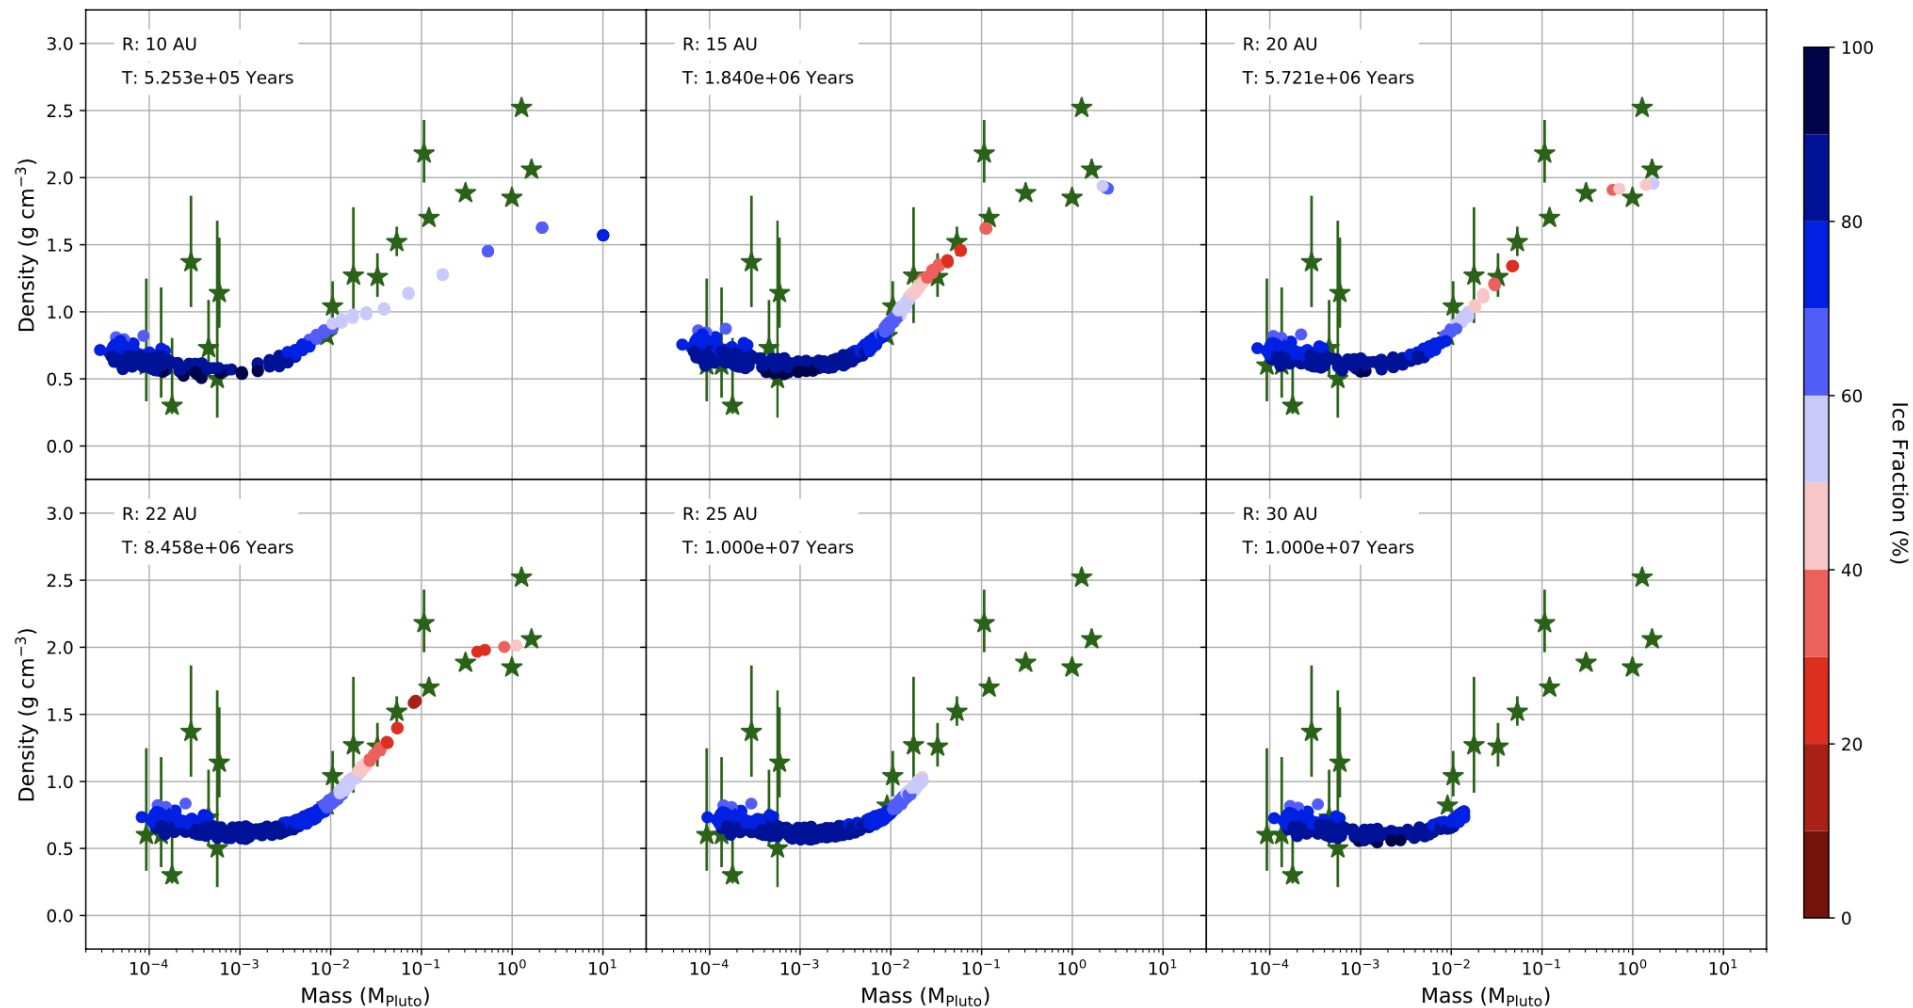 R: 10 AU
T: 5.253e+05 Years
R: 15 AU
T: 1.840e+06 Years
R: 20 AU
T: 5.721e+06 Years
3.0
2.5
2.0
1.5
1.0
0.5
0.0
Density (g cm⁻³)
R: 22 AU
T: 8.458e+06 Years
R: 25 AU
T: 1.000e+07 Years
R: 30 AU
T: 1.000e+07 Years
3.0
2.5
2.0
1.5
1.0
0.5
0.0
Density (g cm⁻³)
10⁻⁴ 10⁻³ 10⁻² 10⁻¹ 10⁰ 10¹
Mass (M_Pluto)
10⁻⁴ 10⁻³ 10⁻² 10⁻¹ 10⁰ 10¹
Mass (M_Pluto)
10⁻⁴ 10⁻³ 10⁻² 10⁻¹ 10⁰ 10¹
Mass (M_Pluto)
100
80
60
40
20
0
Ice Fraction (%)